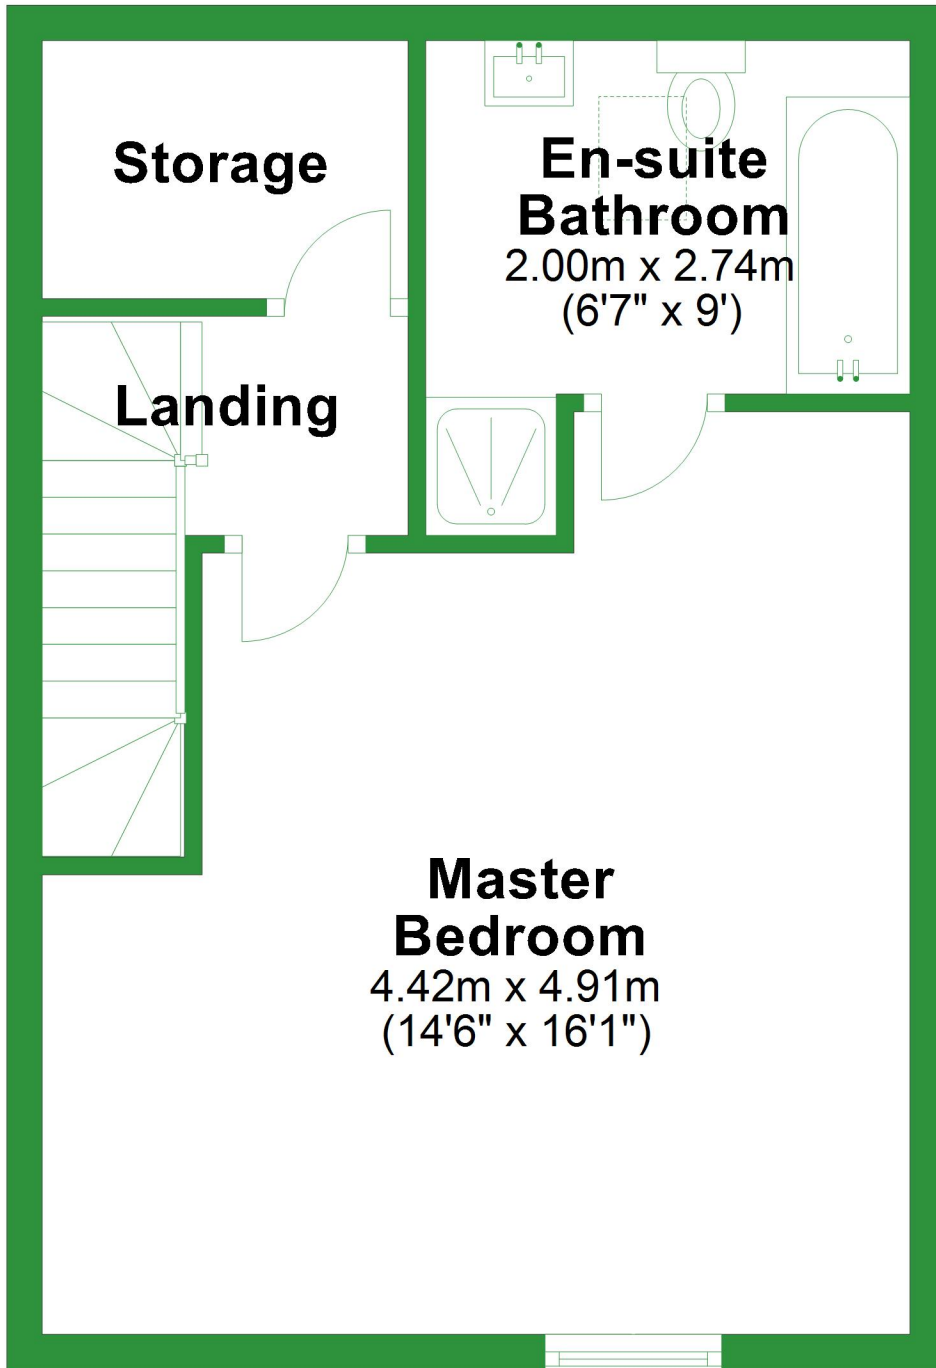 Storage
En-suite
Bathroom
2.00m x 2.74m
(6'7" x 9')
Landing
Master
Bedroom
4.42m x 4.91m
(14'6" x 16'1")